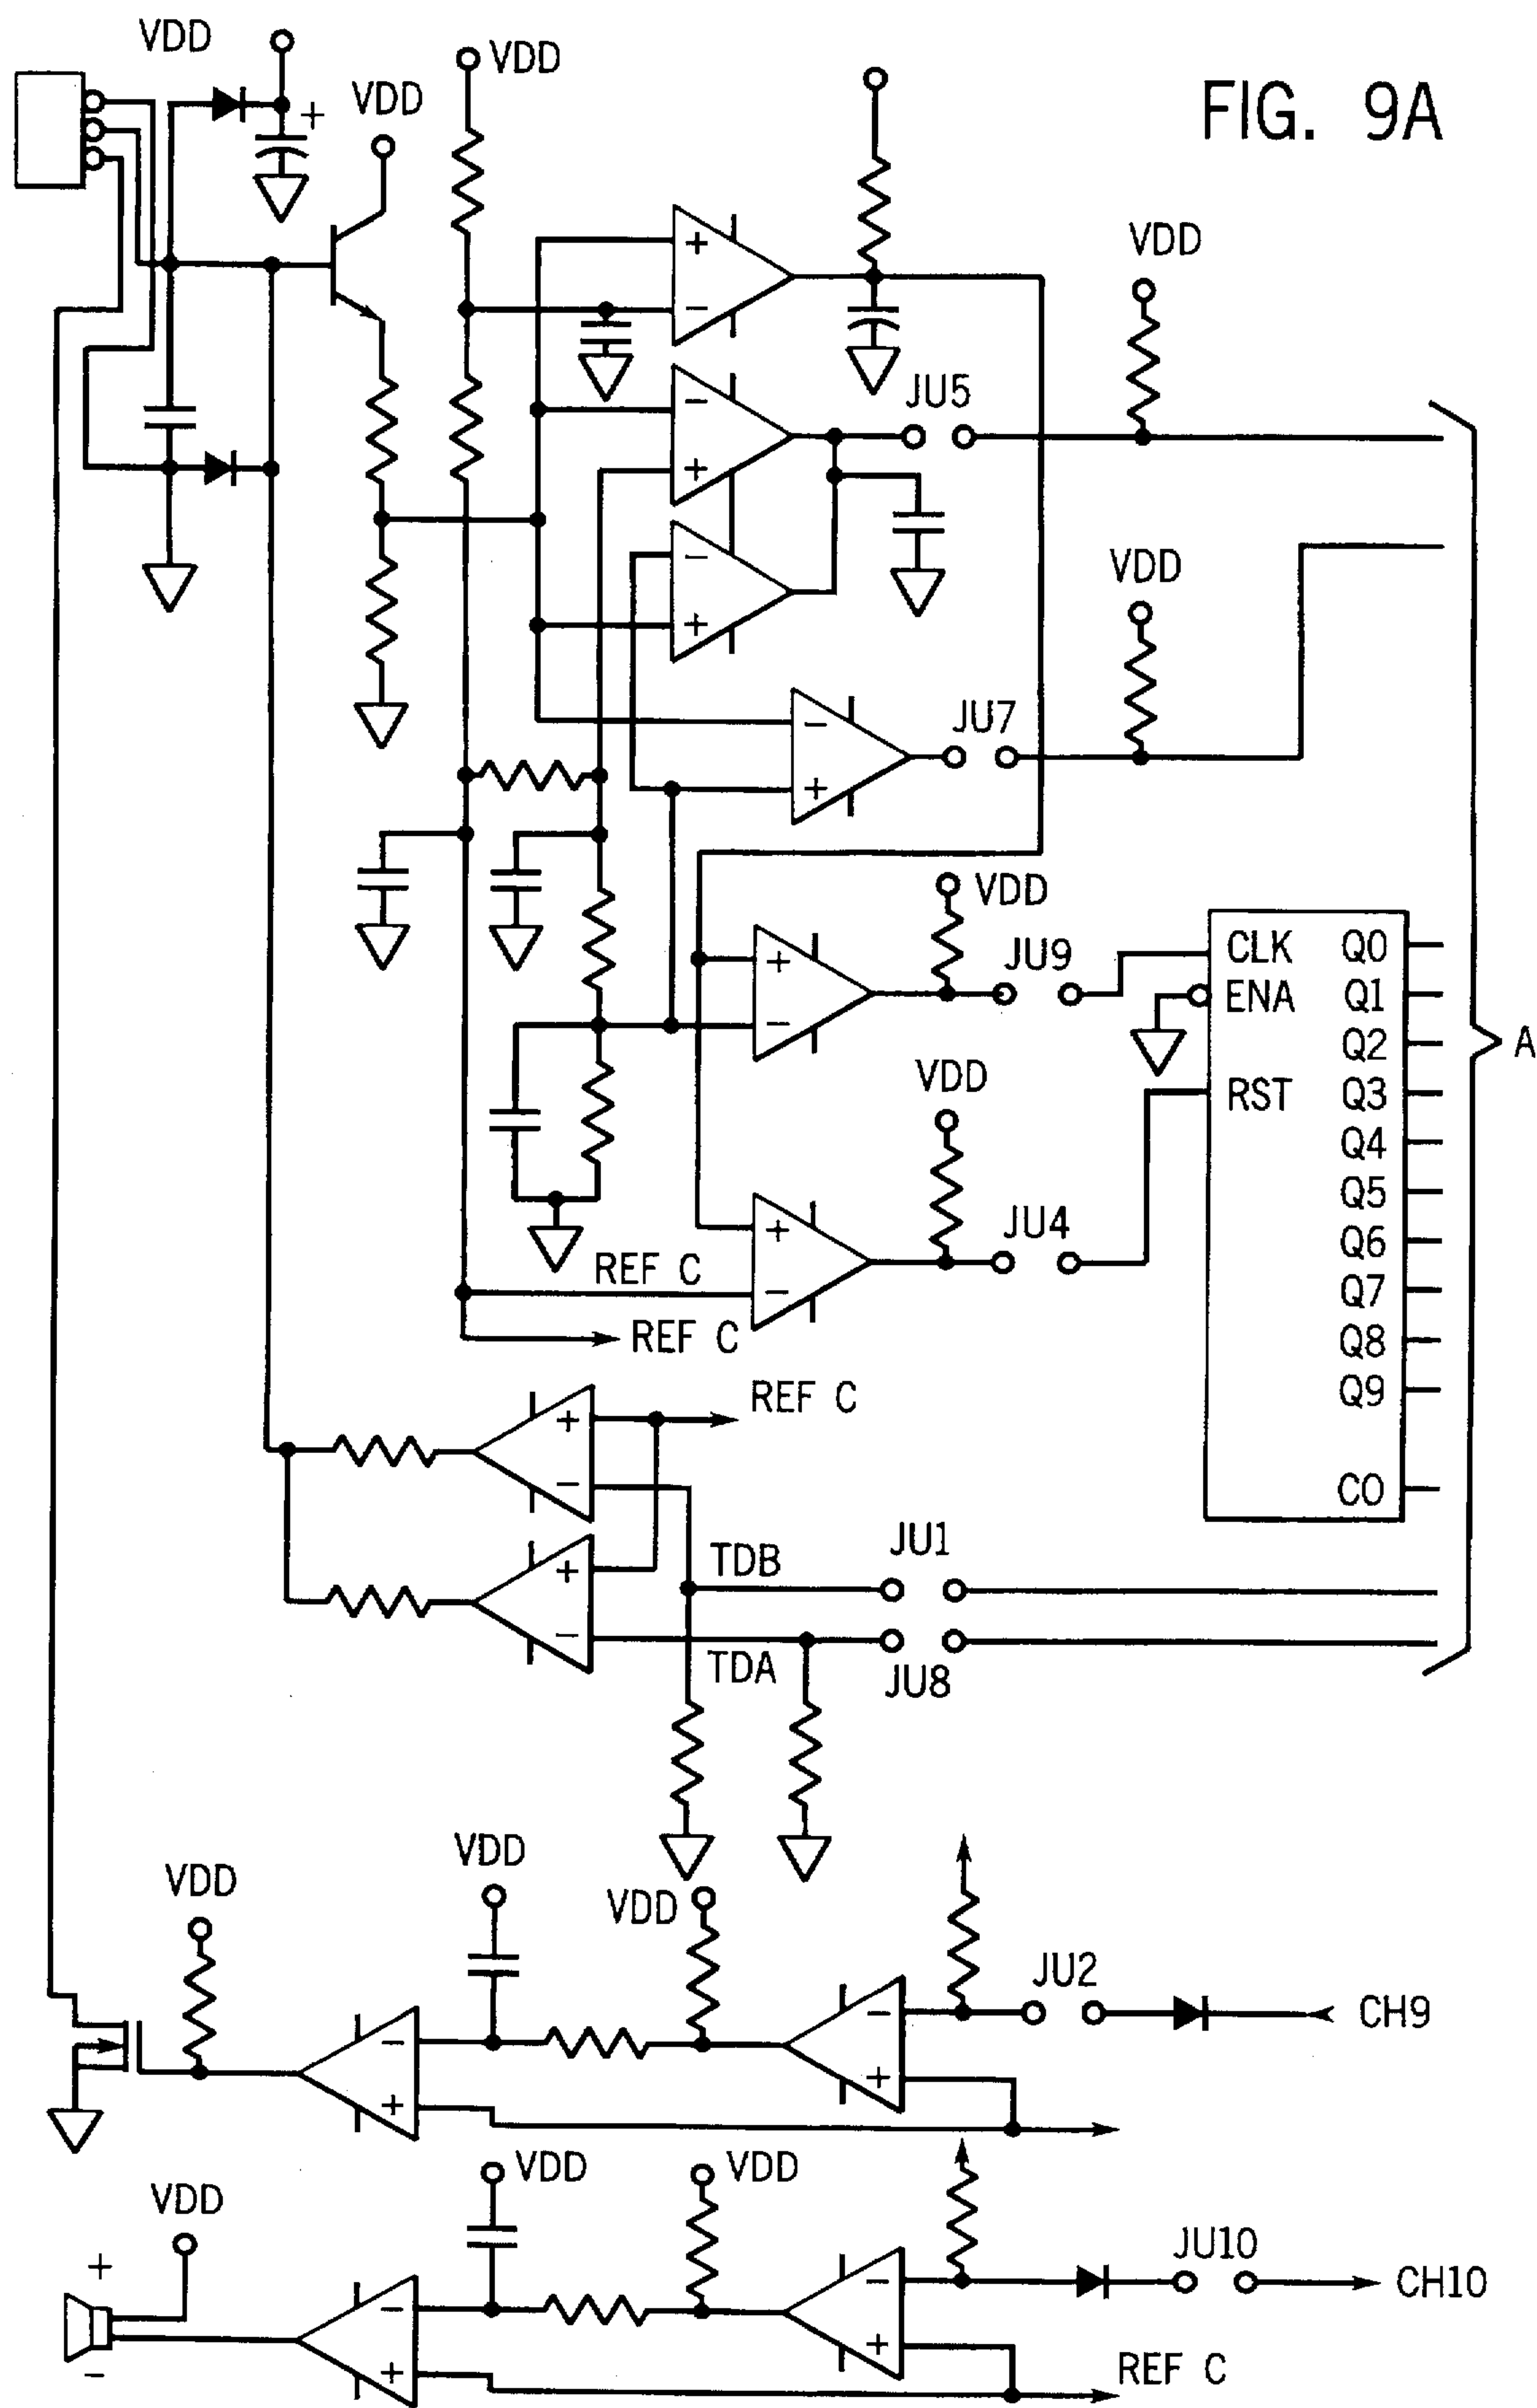 FIG. 9A
VDD
VDD
VDD
+
+
−
VDD
−
+
JU5
−
+
VDD
−
+
JU7
VDD
+
−
JU9
CLK
ENA
RST
Q0
Q1
Q2
Q3
Q4
Q5
Q6
Q7
Q8
Q9
CO
A
VDD
+
−
JU4
REF C
REF C
REF C
+
−
+
−
TDB
JU1
TDA
JU8
VDD
VDD
VDD
JU2
CH9
−
+
−
+
VDD
VDD
VDD
JU10
CH10
+
−
−
+
−
+
REF C